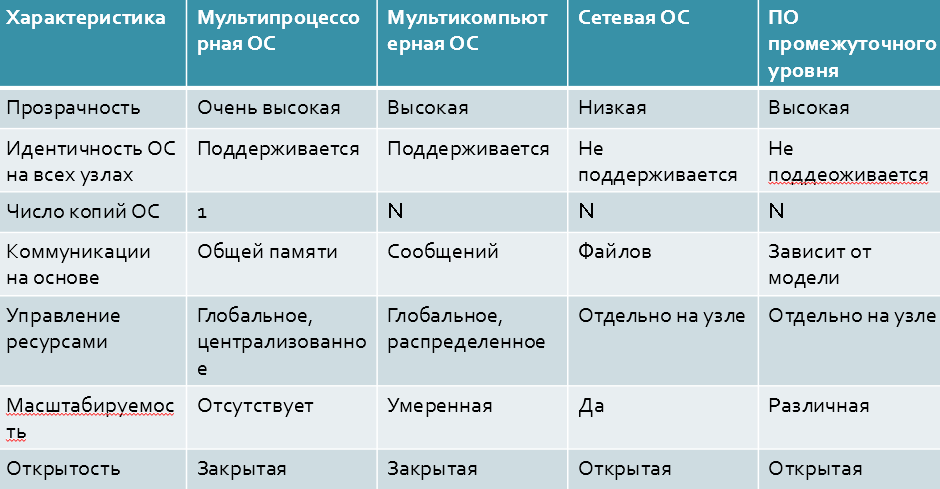 Характеристика
Мультипроцессо
рная ОС
Мультикомпьют
ерная ОС
Сетевая ОС
ПО
промежуточного
уровня
Прозрачность
Очень высокая
Высокая
Низкая
Высокая
Идентичность ОС
на всех узлах
Поддерживается
Поддерживается
Не
поддерживается
Не
поддеоживается
Число копий ОС
1
N
N
N
Коммуникации
на основе
Общей памяти
Сообщений
Файлов
Зависит от
модели
Управление
ресурсами
Глобальное,
централизованно
е
Глобальное,
распределенное
Отдельно на узле
Отдельно на узле
Масштабируемос
ть
Отсутствует
Умеренная
Да
Различная
Открытость
Закрытая
Закрытая
Открытая
Открытая